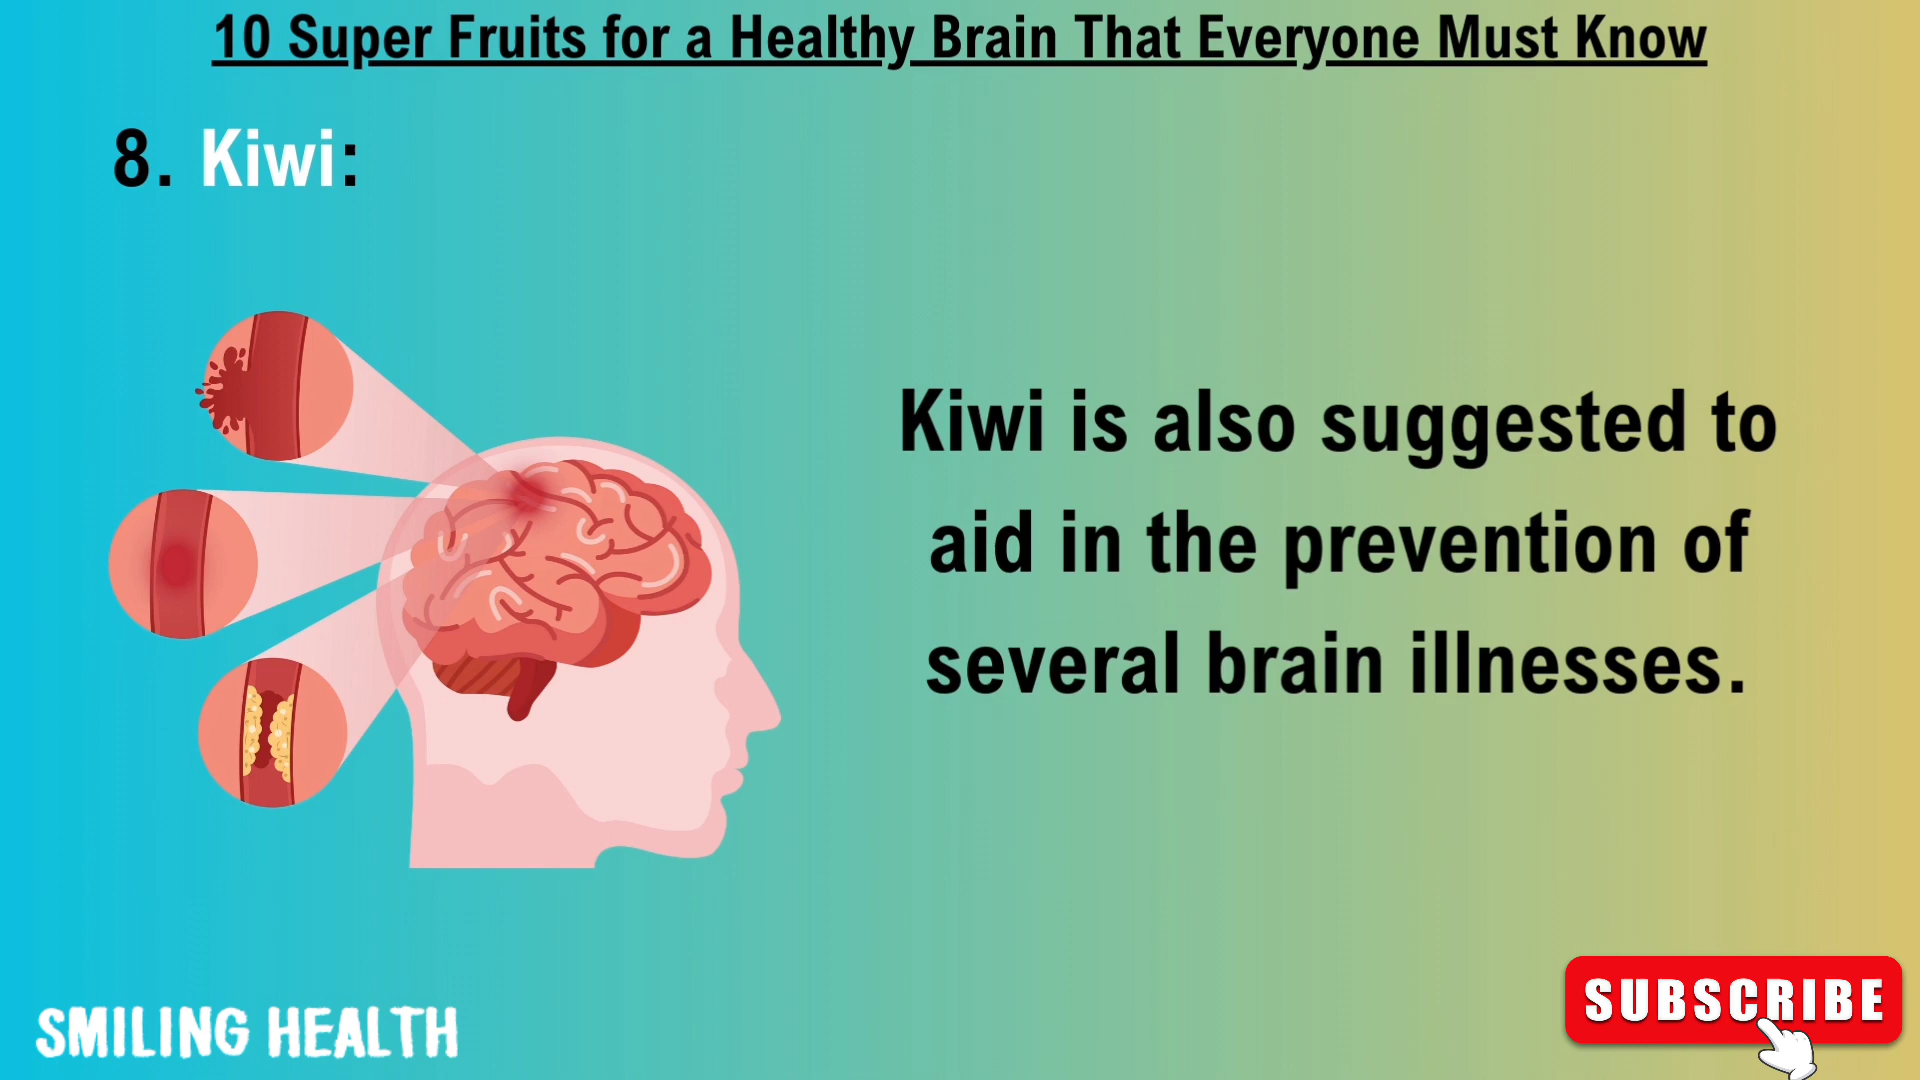 10 Super Fruits for a Healthy Brain That Everyone Must Know
8. Kiwi:
Kiwi is also suggested to
aid in the prevention of
several brain illnesses.
SMILING HEALTH
SUBSCRIBE